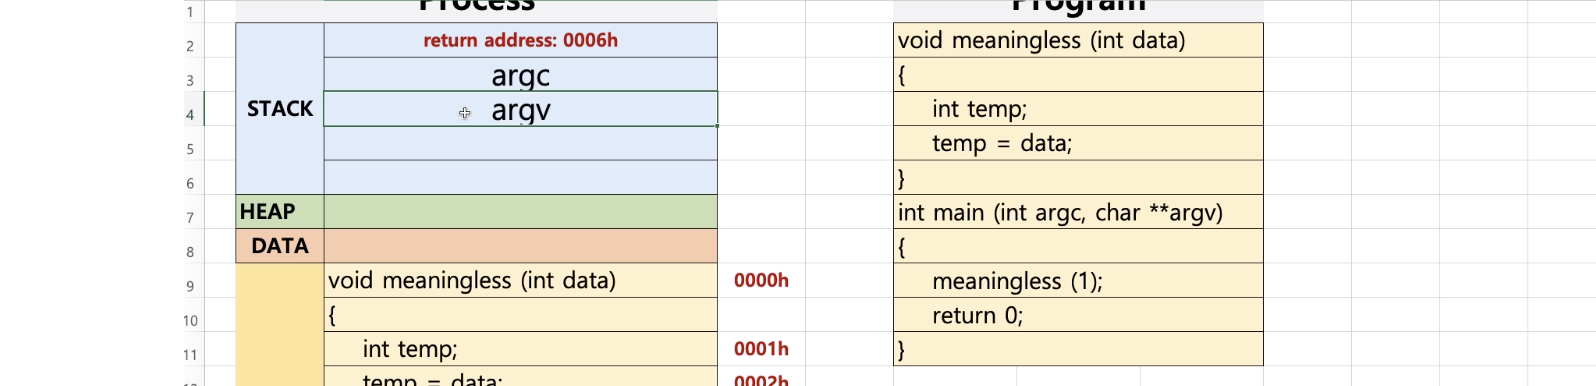 Process Program
1
2 return address: 0006h void meaningless (int data)
3 argc {
4 STACK argv int temp;
5 temp = data;
6 }
7 HEAP int main (int argc, char **argv)
8 DATA {
9 void meaningless (int data) 0000h meaningless (1);
10 { return 0;
11 int temp; 0001h }
temp = data; 0002h